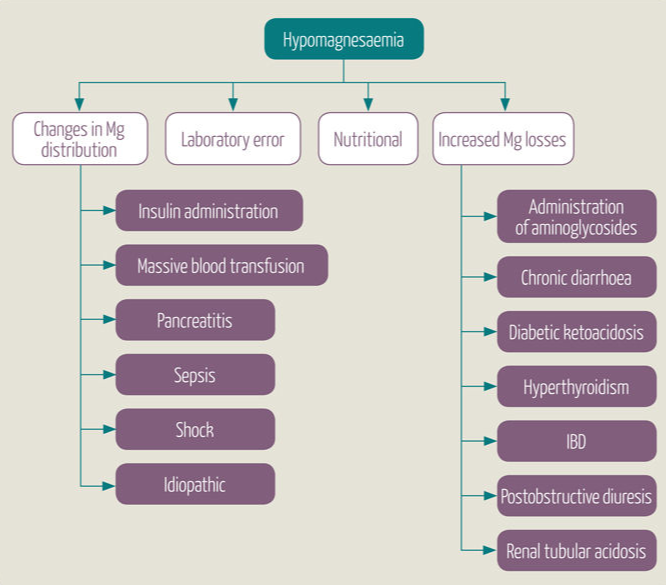 Hypomagnesaemia
Changes in Mg
distribution
Laboratory error
Nutritional
Increased Mg losses
Insulin administration
Massive blood transfusion
Pancreatitis
Sepsis
Shock
Idiopathic
Administration
of aminoglycosides
Chronic diarrhoea
Diabetic ketoacidosis
Hyperthyroidism
IBD
Postobstructive diuresis
Renal tubular acidosis